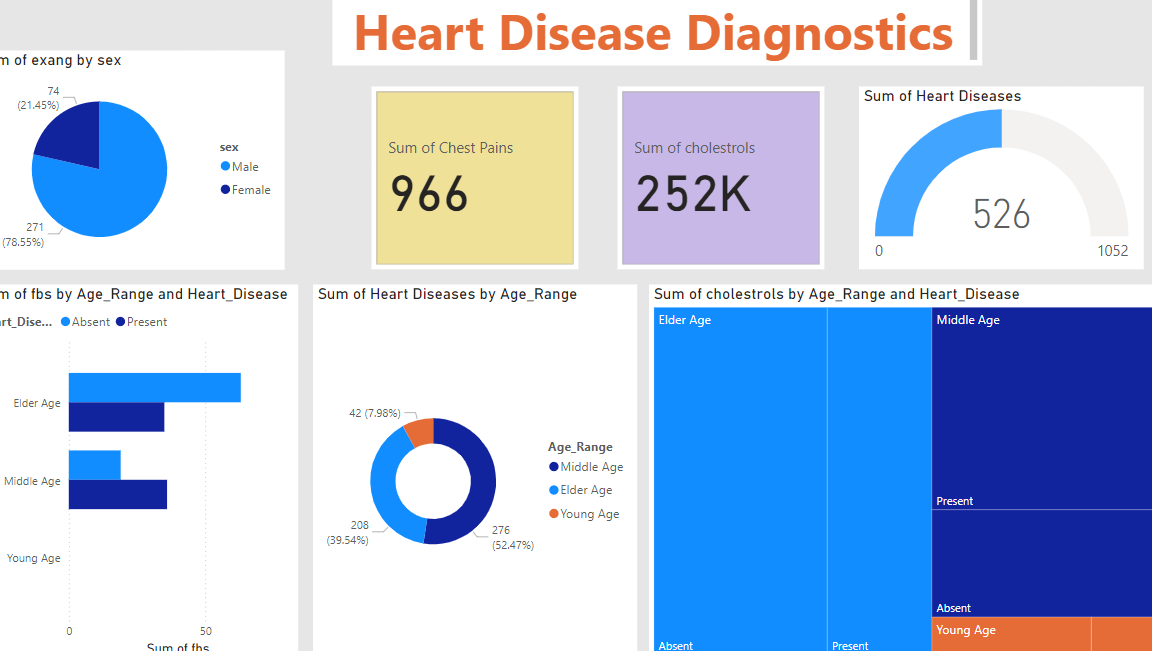 Heart Disease Diagnostics
m of exang by sex
74
(21.45%)
271
(78.55%)
sex
Male
Female
Sum of Chest Pains
966
Sum of cholestrols
252K
Sum of Heart Diseases
526
0
1052
m of fbs by Age_Range and Heart_Disease
rt_Dise...
Absent
Present
Elder Age
Middle Age
Young Age
0
50
Sum of fbs
Sum of Heart Diseases by Age_Range
42 (7.98%)
208
(39.54%)
276
(52.47%)
Age_Range
Middle Age
Elder Age
Young Age
Sum of cholestrols by Age_Range and Heart_Disease
Elder Age
Absent
Present
Middle Age
Present
Absent
Young Age